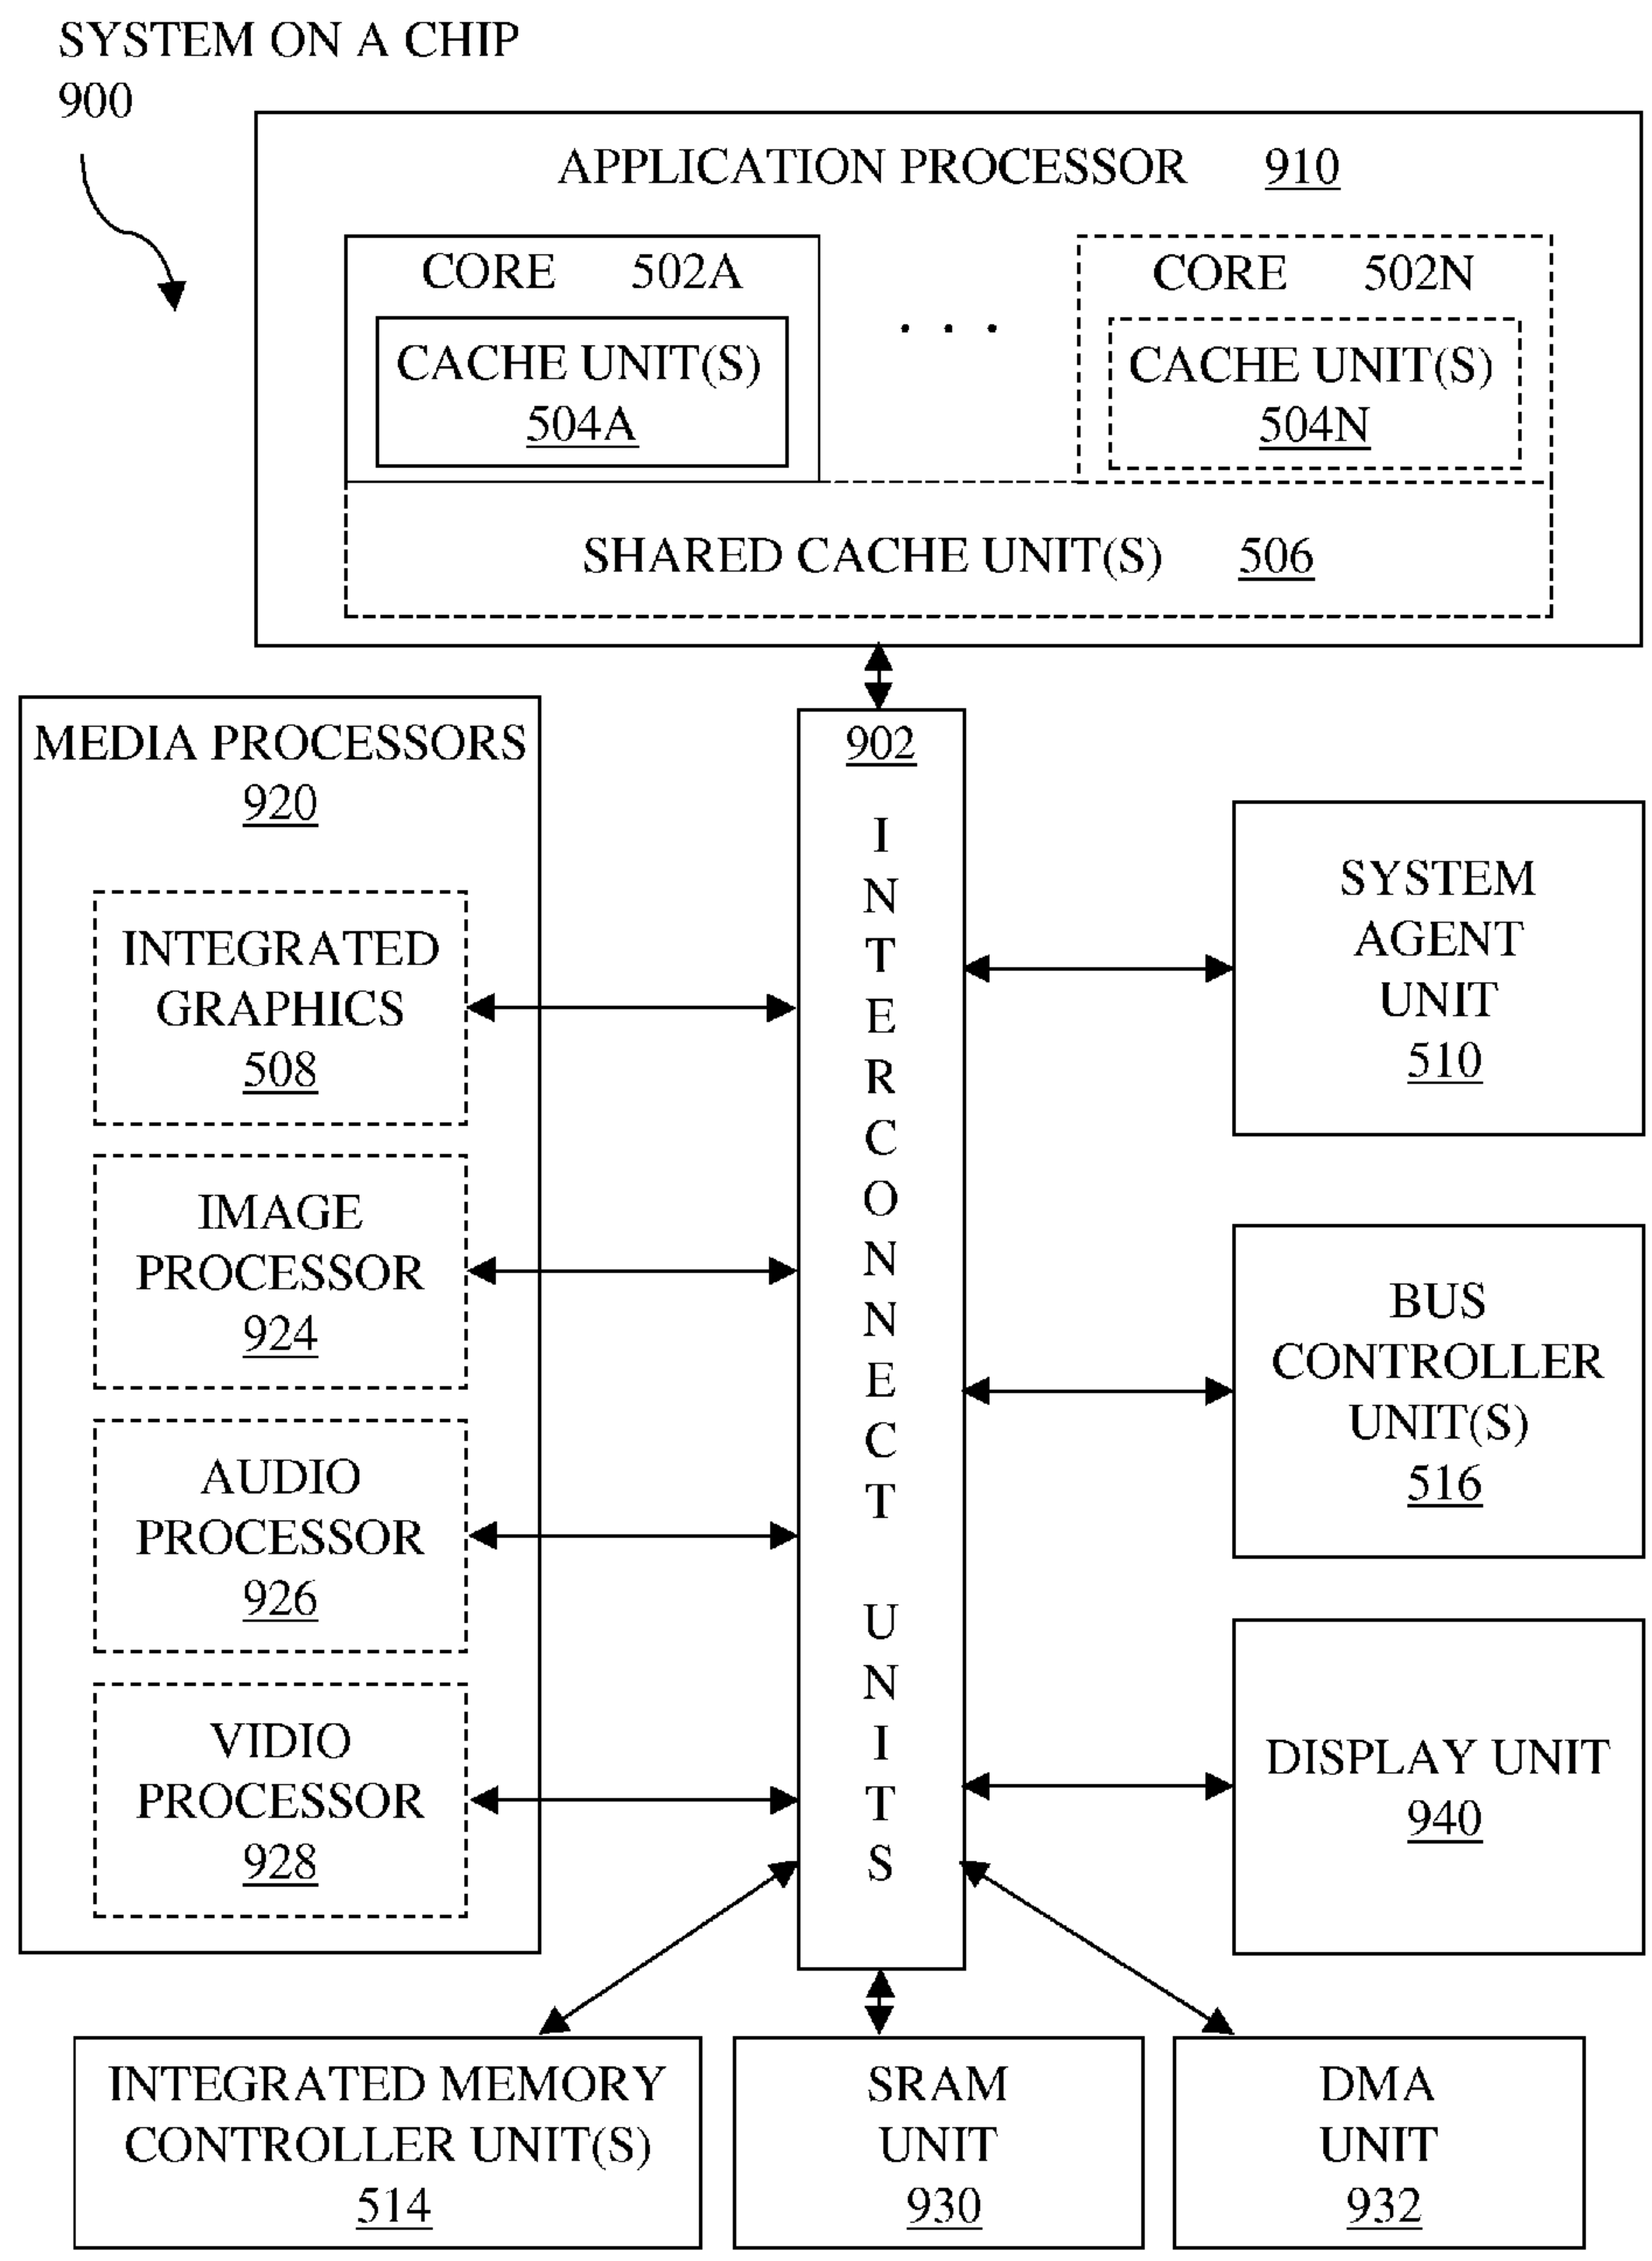 SYSTEM ON A CHIP
900
APPLICATION PROCESSOR 910
CORE 502A
CACHE UNIT(S)
504A
. . .
CORE 502N
CACHE UNIT(S)
504N
SHARED CACHE UNIT(S) 506
MEDIA PROCESSORS
920
INTEGRATED
GRAPHICS
508
IMAGE
PROCESSOR
924
AUDIO
PROCESSOR
926
VIDIO
PROCESSOR
928
902
INTERCONNECT UNITS
SYSTEM
AGENT
UNIT
510
BUS
CONTROLLER
UNIT(S)
516
DISPLAY UNIT
940
INTEGRATED MEMORY
CONTROLLER UNIT(S)
514
SRAM
UNIT
930
DMA
UNIT
932